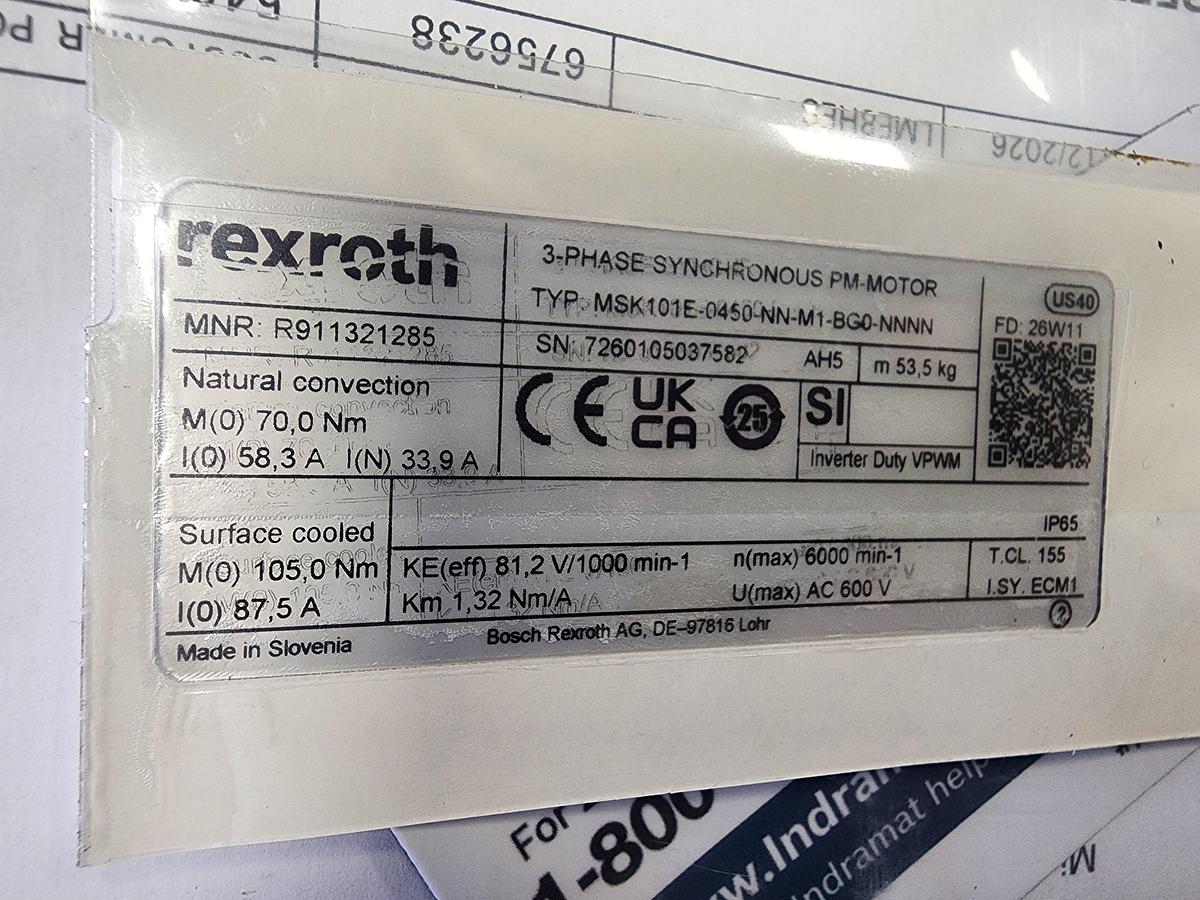 6756238
LME8HE
12/2026
rexroth
3-PHASE SYNCHRONOUS PM-MOTOR
TYP: MSK101E-0450-NN-M1-BG0-NNNN
US40
FD: 26W11
MNR: R911321285
SN: 7260105037582
AH5
m 53,5 kg
Natural convection
M(0) 70,0 Nm
I(0) 58,3 A I(N) 33,9 A
CE
UK
CA
25
SI
Inverter Duty VPWM
IP65
Surface cooled
M(0) 105,0 Nm
I(0) 87,5 A
KE(eff) 81,2 V/1000 min-1
n(max) 6000 min-1
Km 1,32 Nm/A
U(max) AC 600 V
T.CL. 155
I.SY. ECM1
2
Made in Slovenia
Bosch Rexroth AG, DE–97816 Lohr
For
1-800
w.Indra
Indramat help
M: